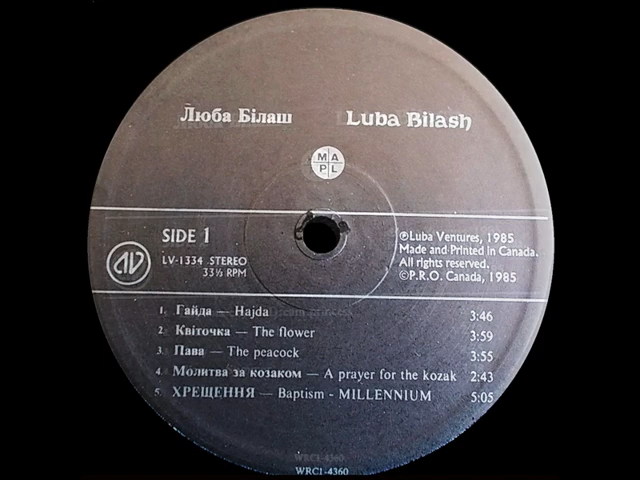 Люба Білаш Luba Bilash
M A
P L
SIDE 1
LV-1334 STEREO
33⅓ RPM
℗Luba Ventures, 1985
Made and Printed in Canada.
All rights reserved.
©P.R.O. Canada, 1985
1. Гайда — Hajda 3:46
2. Квіточка — The flower 3:59
3. Пава — The peacock 3:55
4. Молитва за козаком — A prayer for the kozak 2:43
5. ХРЕЩЕННЯ — Baptism - MILLENNIUM 5:05
WRC1-4360
WRC1-4360